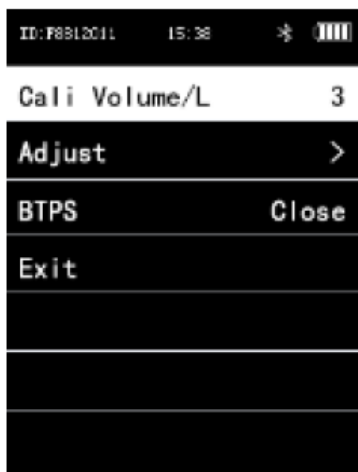 ID:F8812011 15:38
Cali Volume/L 3
Adjust >
BTPS Close
Exit